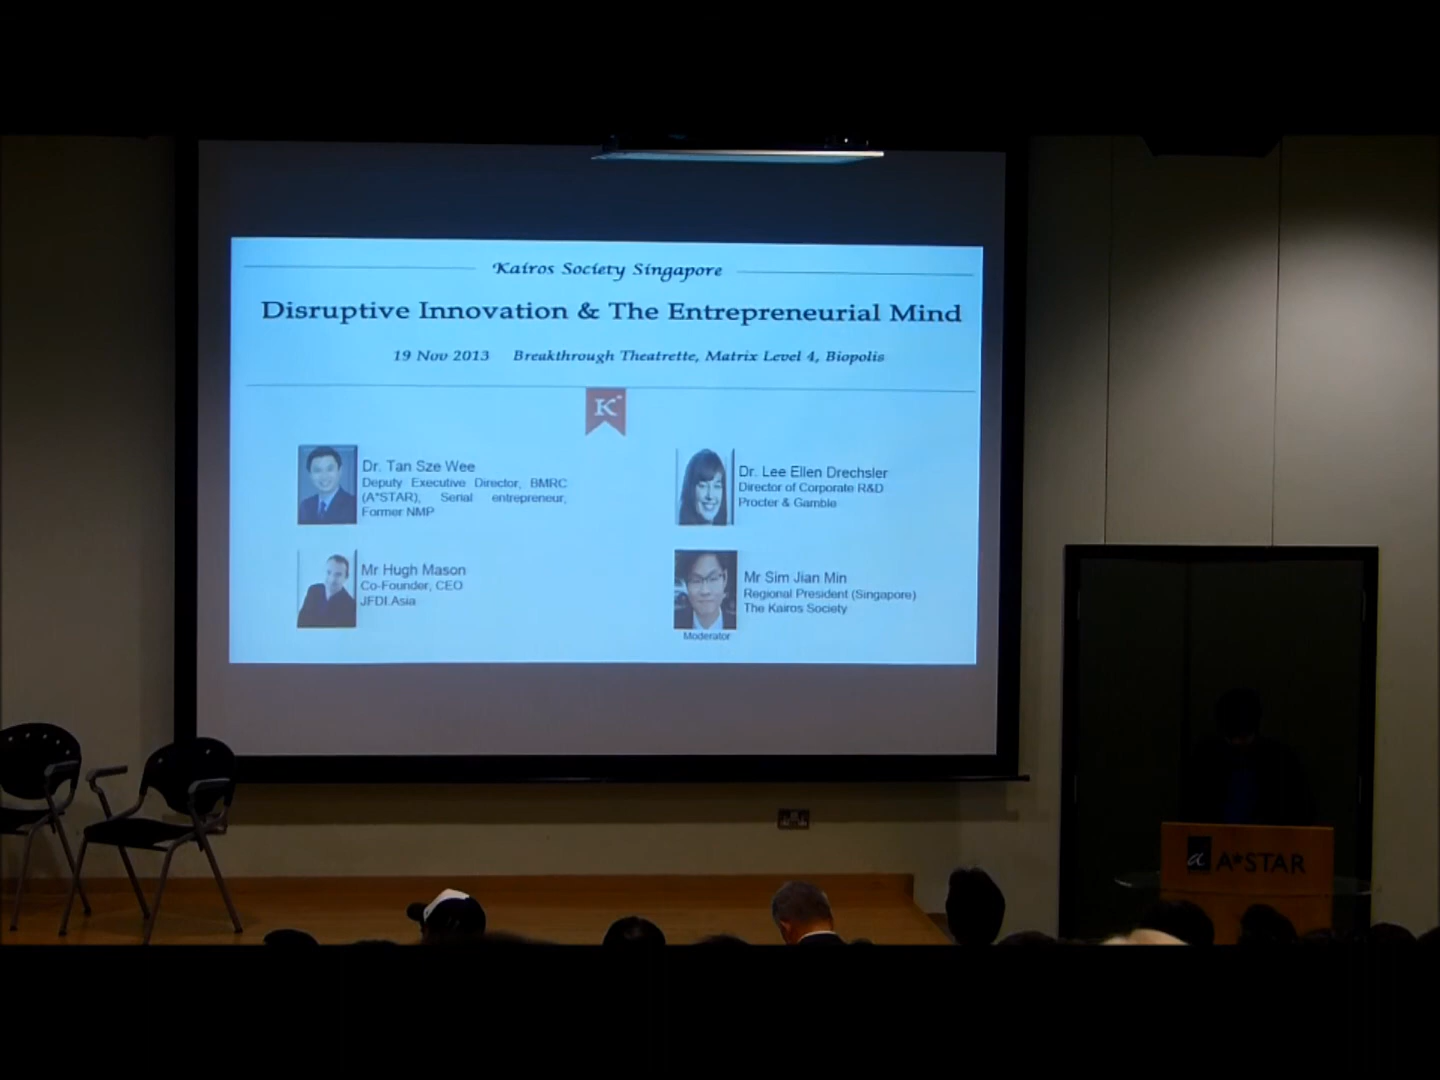 Kairos Society Singapore
Disruptive Innovation & The Entrepreneurial Mind
19 Nov 2013 Breakthrough Theatrette, Matrix Level 4, Biopolis
K
Dr. Tan Sze Wee
Deputy Executive Director, BMRC
(A*STAR), Serial entrepreneur,
Former NMP
Dr. Lee Ellen Drechsler
Director of Corporate R&D
Procter & Gamble
Mr Hugh Mason
Co-Founder, CEO
JFDI.Asia
Mr Sim Jian Min
Regional President (Singapore)
The Kairos Society
Moderator
a A*STAR